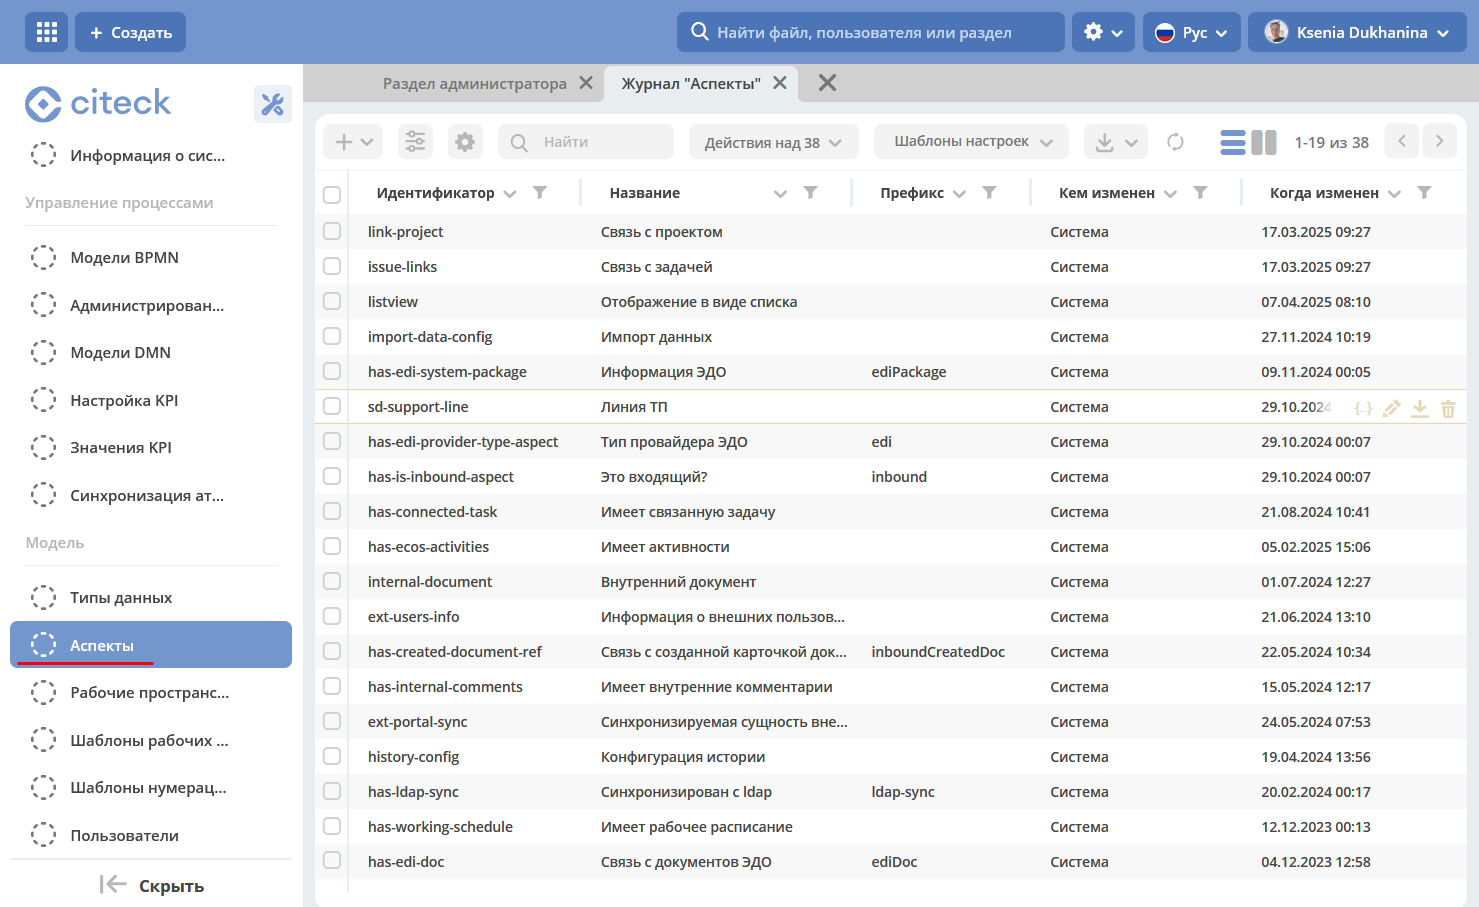 Создать
Найти файл, пользователя или раздел
Рус
Ksenia Dukhanina
citeck
Информация о сис...
Управление процессами
Модели BPMN
Администрирован...
Модели DMN
Настройка KPI
Значения KPI
Синхронизация ат...
Модель
Типы данных
Аспекты
Рабочие пространс...
Шаблоны рабочих ...
Шаблоны нумерац...
Пользователи
Скрыть
Раздел администратора
Журнал "Аспекты"
Найти
Действия над 38
Шаблоны настроек
1-19 из 38
Идентификатор Название Префикс Кем изменен Когда изменен
link-project Связь с проектом Система 17.03.2025 09:27
issue-links Связь с задачей Система 17.03.2025 09:27
listview Отображение в виде списка Система 07.04.2025 08:10
import-data-config Импорт данных Система 27.11.2024 10:19
has-edi-system-package Информация ЭДО ediPackage Система 09.11.2024 00:05
sd-support-line Линия ТП Система 29.10.2024
has-edi-provider-type-aspect Тип провайдера ЭДО edi Система 29.10.2024 00:07
has-is-inbound-aspect Это входящий? inbound Система 29.10.2024 00:07
has-connected-task Имеет связанную задачу Система 21.08.2024 10:41
has-ecos-activities Имеет активности Система 05.02.2025 15:06
internal-document Внутренний документ Система 01.07.2024 12:27
ext-users-info Информация о внешних пользов... Система 21.06.2024 13:10
has-created-document-ref Связь с созданной карточкой док... inboundCreatedDoc Система 22.05.2024 10:34
has-internal-comments Имеет внутренние комментарии Система 15.05.2024 12:17
ext-portal-sync Синхронизируемая сущность вне... Система 24.05.2024 07:53
history-config Конфигурация истории Система 19.04.2024 13:56
has-ldap-sync Синхронизирован с ldap ldap-sync Система 20.02.2024 00:17
has-working-schedule Имеет рабочее расписание Система 12.12.2023 00:13
has-edi-doc Связь с документов ЭДО ediDoc Система 04.12.2023 12:58